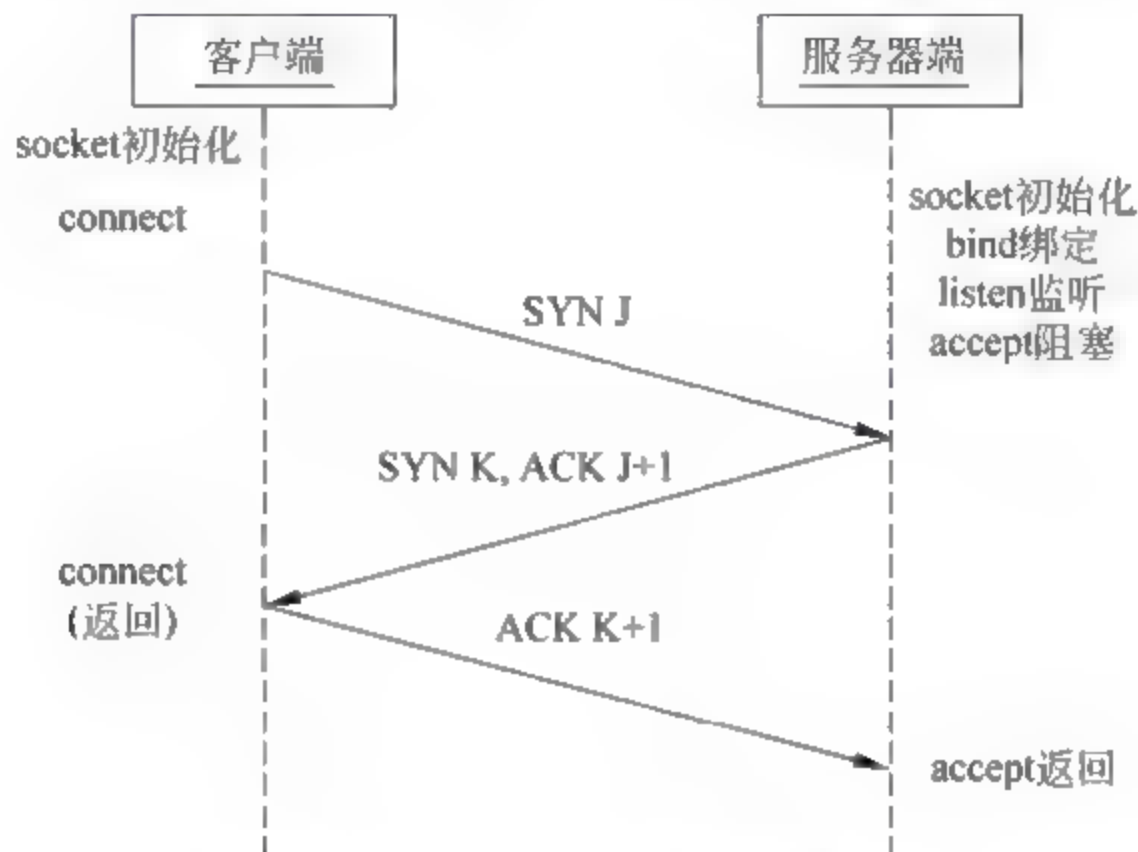 客户端
服务器端
socket初始化
connect
socket初始化
bind绑定
listen监听
accept阻塞
SYN J
SYN K, ACK J+1
connect
(返回)
ACK K+1
accept返回